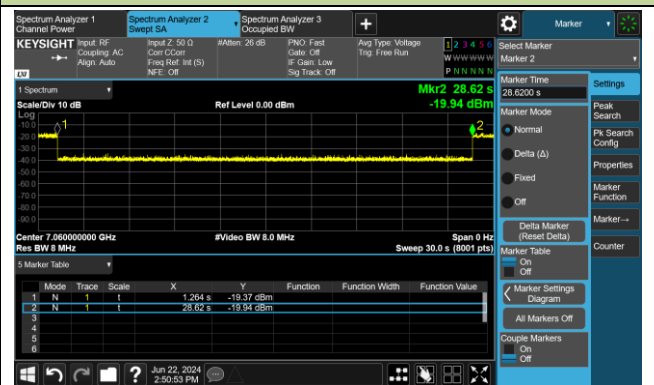 Spectrum Analyzer 1
Channel Power
Spectrum Analyzer 2
Swept SA
Spectrum Analyzer 3
Occupied BW
Marker
KEYSIGHT
Input: RF
Coupling: AC
Align: Auto
Input Z: 50 Ω
Corr CCorr
Freq Ref: Int (S)
NFE: Off
#Atten: 26 dB
PNO: Fast
Gate: Off
IF Gain: Low
Sig Track: Off
Avg Type: Voltage
Trig: Free Run
1 2 3 4 5 6
W W W W W W
P N N N N N
LXI
1 Spectrum
Scale/Div 10 dB
Ref Level 0.00 dBm
Mkr2 28.62 s
-19.94 dBm
Log
-10.0
-20.0
-30.0
-40.0
-50.0
-60.0
-70.0
-80.0
-90.0
1
2
Center 7.060000000 GHz
#Video BW 8.0 MHz
Span 0 Hz
Res BW 8 MHz
Sweep 30.0 s (8001 pts)
5 Marker Table
Mode Trace Scale X Y Function Function Width Function Value
1 N 1 t 1.264 s -19.37 dBm
2 N 1 t 28.62 s -19.94 dBm
3
4
5
6
Select Marker
Marker 2
Marker Time
28.6200 s
Marker Mode
Normal
Delta (Δ)
Fixed
Off
Delta Marker
(Reset Delta)
Marker Table
On
Off
Marker Settings
Diagram
All Markers Off
Couple Markers
On
Off
Settings
Peak
Search
Pk Search
Config
Properties
Marker
Function
Marker→
Counter
Jun 22, 2024
2:50:53 PM